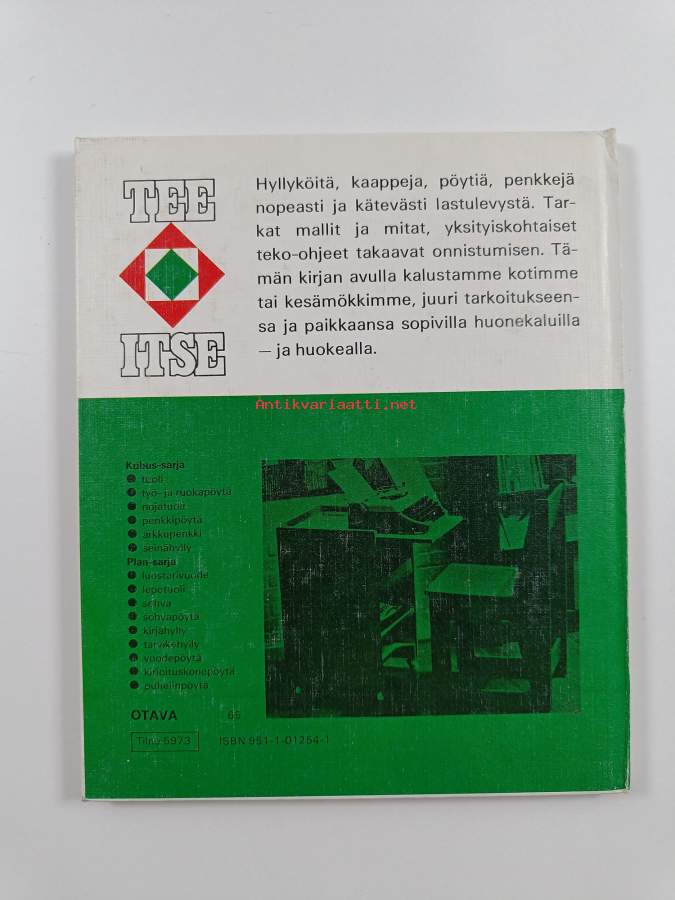 TEE
ITSE
Hyllyköitä, kaappeja, pöytiä, penkkejä
nopeasti ja kätevästi lastulevystä. Tar-
kat mallit ja mitat, yksityiskohtaiset
teko-ohjeet takaavat onnistumisen. Tä-
män kirjan avulla kalustamme kotimme
tai kesämökkimme, juuri tarkoitukseen-
sa ja paikkaansa sopivilla huonekaluilla
— ja huokealla.
Antikvariaatti.net
Kubus-sarja
tuoli
työ- ja ruokapöytä
nojatuoli
penkkipöytä
arkkupenkki
seinähylly
Plan-sarja
luostarivuode
lepotuoli
sohva
sohvapöytä
kirjahylly
tarvikehylly
vuodepöytä
kirjoituskonepöytä
puhelinpöytä
OTAVA 65
Tilno 5973
ISBN 951-1-01254-1